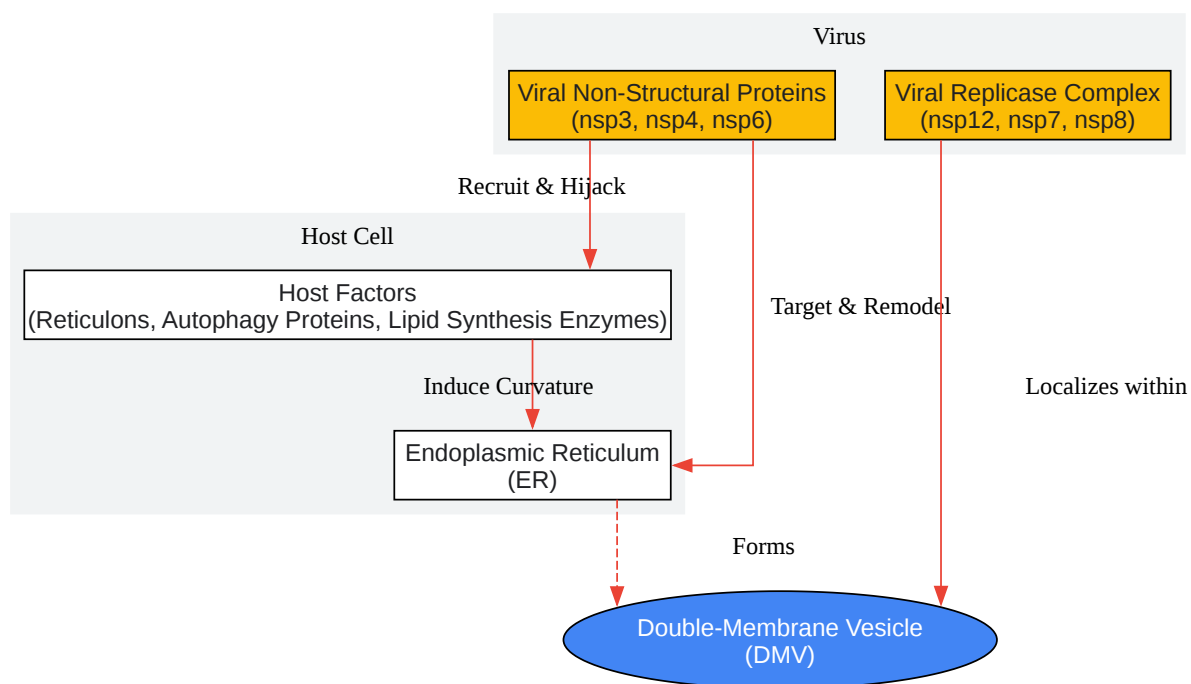 Virus
Viral Non-Structural Proteins
(nsp3, nsp4, nsp6)
Viral Replicase Complex
(nsp12, nsp7, nsp8)
Recruit & Hijack
Host Cell
Host Factors
(Reticulons, Autophagy Proteins, Lipid Synthesis Enzymes)
Target & Remodel
Induce Curvature
Localizes within
Endoplasmic Reticulum
(ER)
Forms
Double-Membrane Vesicle
(DMV)